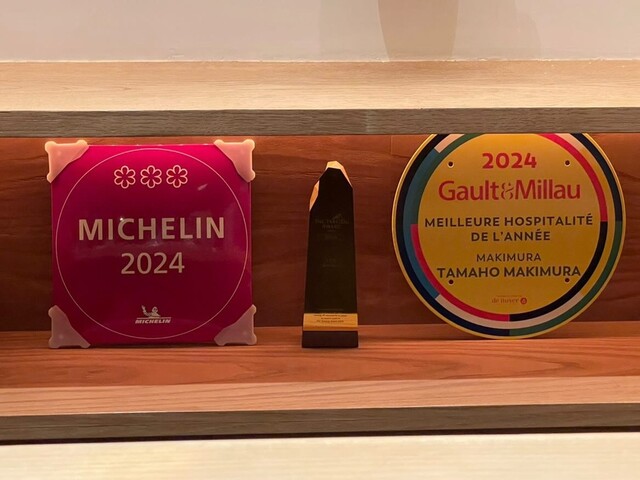 MICHELIN
2024
MICHELIN
2024
Gault&Millau
MEILLEURE HOSPITALITÉ
DE L'ANNÉE
MAKIMURA
TAMAHO MAKIMURA